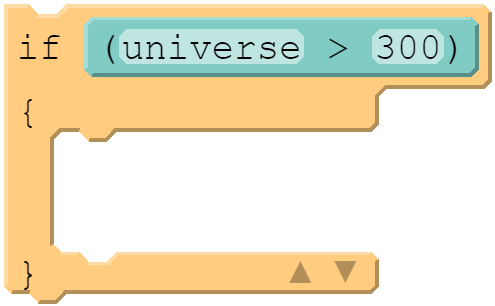 if (universe > 300)
{
} ▲ ▼